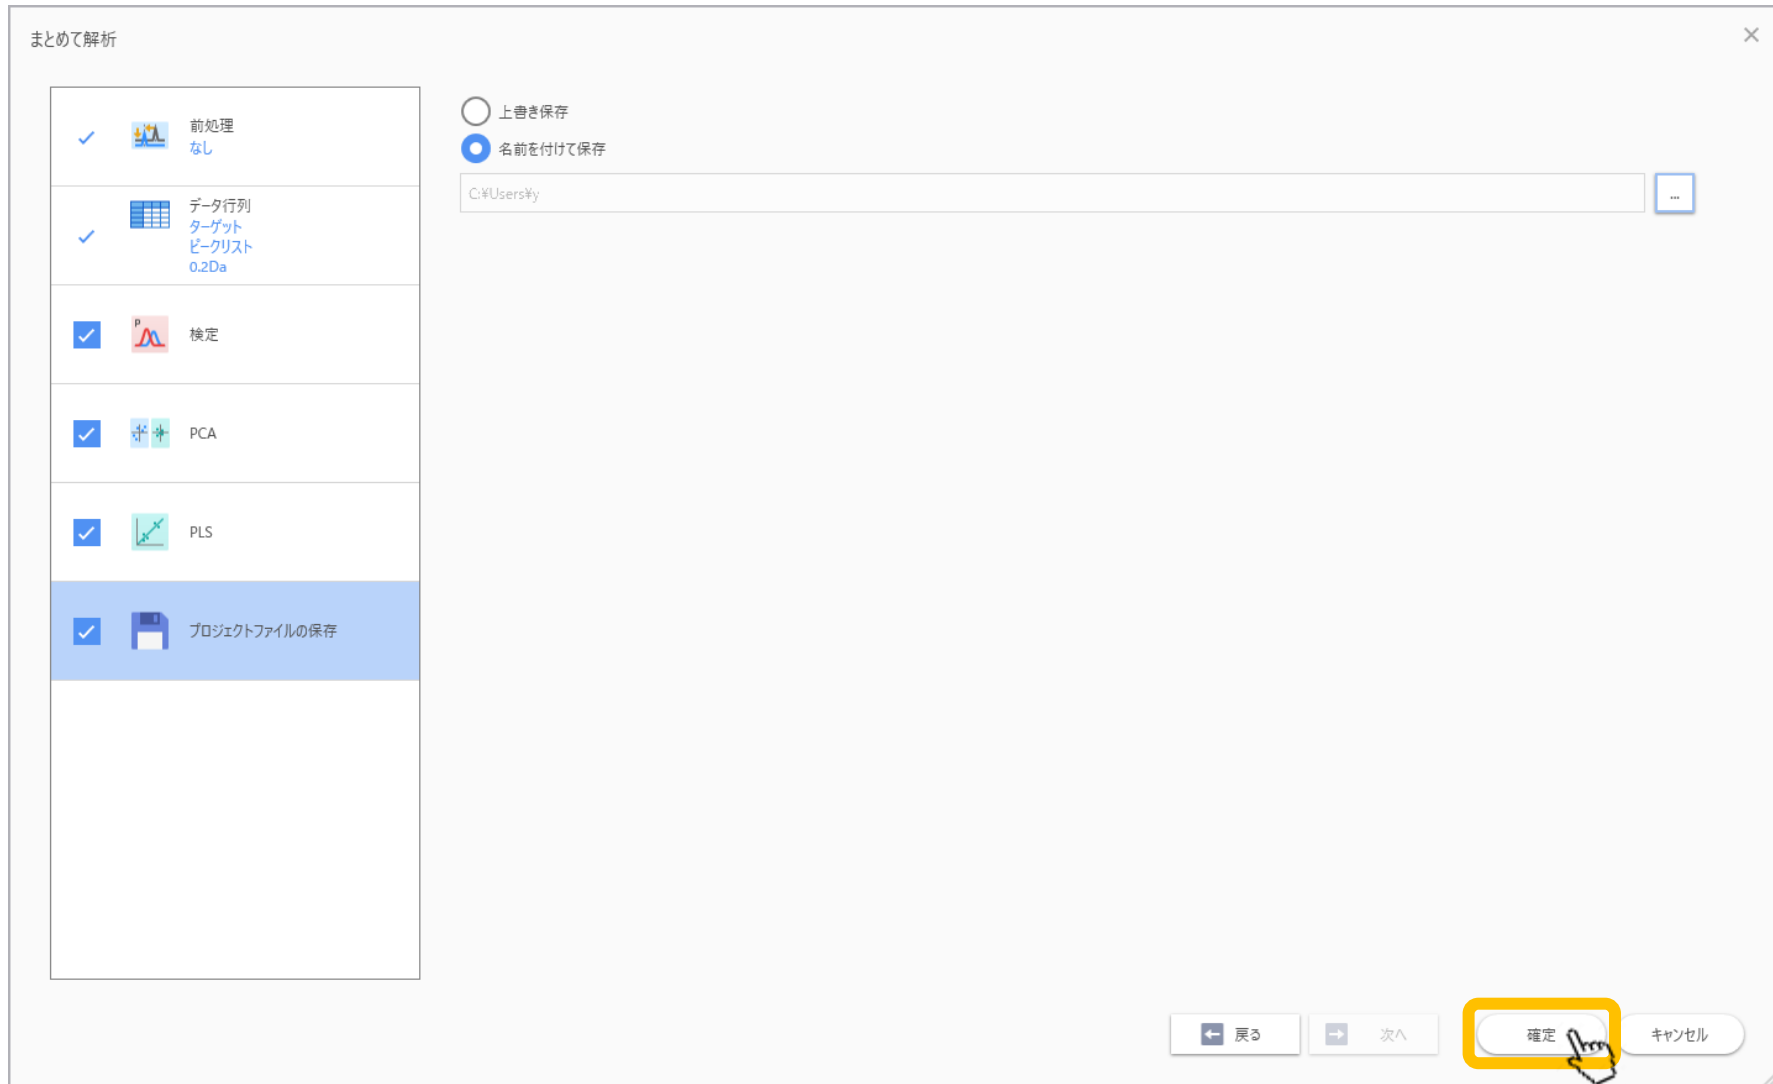 まとめて解析
前処理
なし
データ行列
ターゲット
ピークリスト
0.2Da
P
検定
PCA
PLS
プロジェクトファイルの保存
上書き保存
名前を付けて保存
C:¥Users¥y
...
戻る
次へ
確定
キャンセル